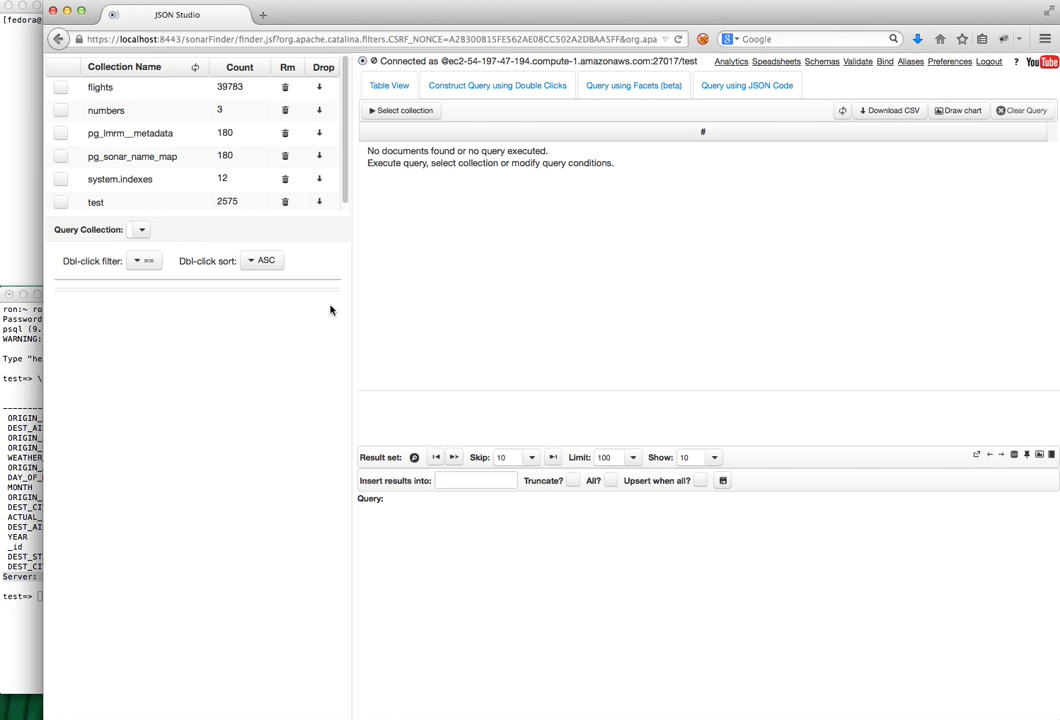 [fedora@
JSON Studio
https://localhost:8443/sonarFinder/finder.jsf?org.apache.catalina.filters.CSRF_NONCE=A2B300B15FE562AE08CC502A2DBAA5FF&org.apa
Google
Collection Name Count Rm Drop
flights 39783
numbers 3
pg_lmrm__metadata 180
pg_sonar_name_map 180
system.indexes 12
test 2575
Query Collection:
Dbl-click filter: == Dbl-click sort: ASC
Connected as @ec2-54-197-47-194.compute-1.amazonaws.com:27017/test Analytics Speadsheets Schemas Validate Bind Aliases Preferences Logout ? YouTube
Table View Construct Query using Double Clicks Query using Facets (beta) Query using JSON Code
Select collection Download CSV Draw chart Clear Query
#
No documents found or no query executed.
Execute query, select collection or modify query conditions.
Result set: Skip: 10 Limit: 100 Show: 10
Insert results into: Truncate? All? Upsert when all?
Query:
ron:~ ro
Password
psql (9.
WARNING:
Type "he
test=> \
--------
ORIGIN_
DEST_AI
ORIGIN_
ORIGIN_
WEATHER
ORIGIN_
DAY_OF_
MONTH
ORIGIN_
DEST_CI
ACTUAL_
DEST_AI
YEAR
_id
DEST_ST
DEST_CI
Server:
test=>